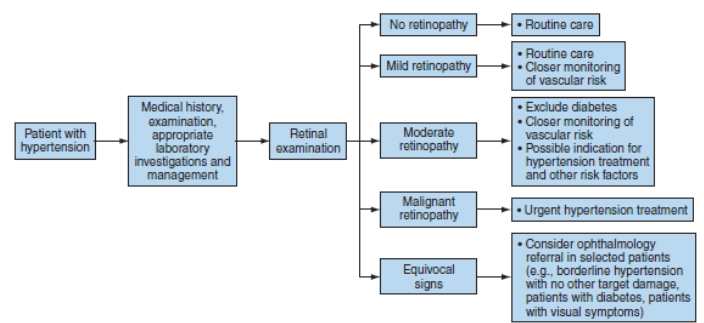 Patient with
hypertension
Medical history,
examination,
appropriate
laboratory
investigations and
management
Retinal
examination
No retinopathy
• Routine care
Mild retinopathy
• Routine care
• Closer monitoring
of vascular risk
Moderate
retinopathy
• Exclude diabetes
• Closer monitoring of
vascular risk
• Possible indication for
hypertension treatment
and other risk factors
Malignant
retinopathy
• Urgent hypertension treatment
Equivocal
signs
• Consider ophthalmology
referral in selected patients
(e.g., borderline hypertension
with no other target damage,
patients with diabetes, patients
with visual symptoms)